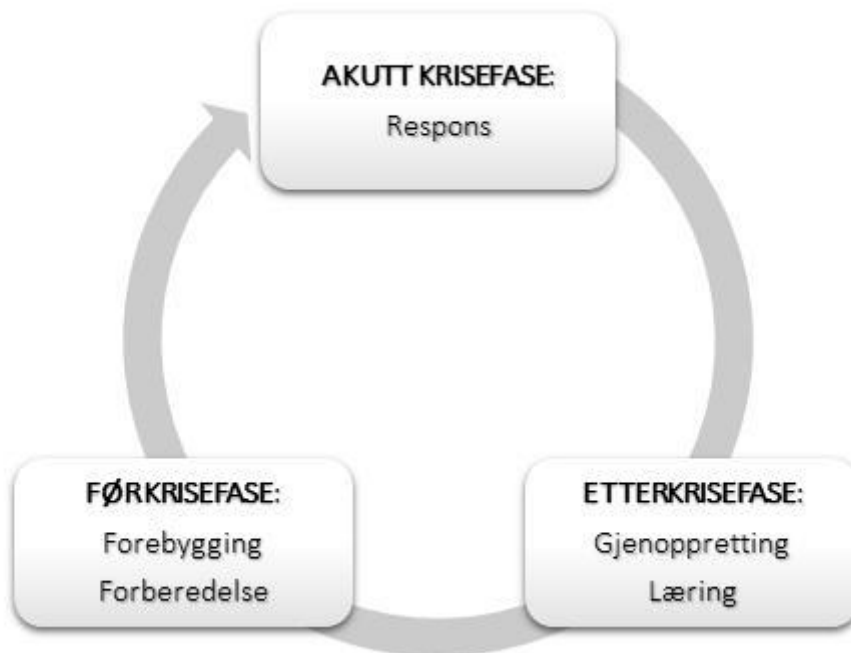 AKUTT KRISEFASE:
Respons
FØRKRISEFASE:
Forebygging
Forberedelse
ETTERKRISEFASE:
Gjenoppretting
Læring